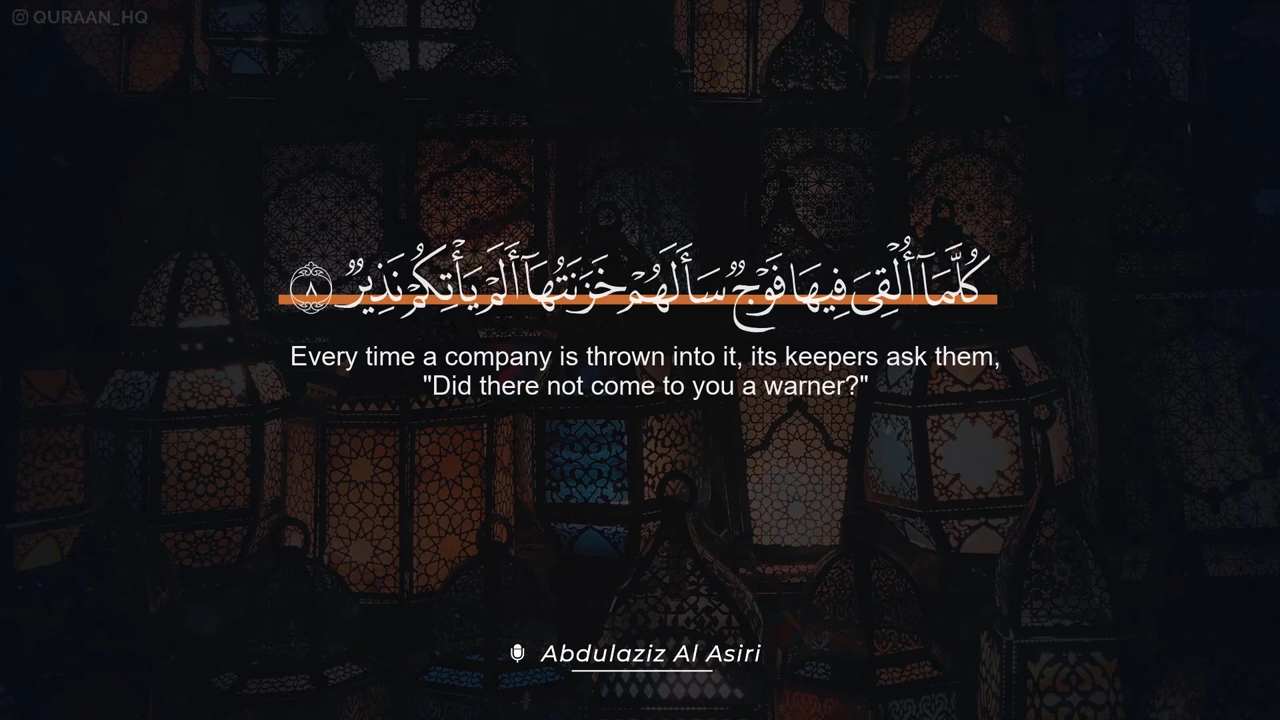 QURAAN_HQ
كُلَّمَآ أُلْقِىَ فِيهَا فَوْجٌ سَأَلَهُمْ خَزَنَتُهَآ أَلَمْ يَأْتِكُمْ نَذِيرٌ ٨
Every time a company is thrown into it, its keepers ask them,
"Did there not come to you a warner?"
Abdulaziz Al Asiri